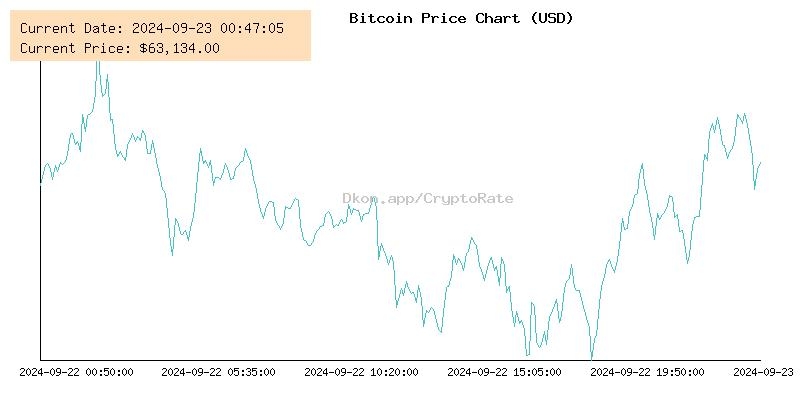 Bitcoin Price Chart (USD)
Current Date: 2024-09-23 00:47:05
Current Price: $63,134.00
Dkon.app/CryptoRate
2024-09-22 00:50:00 2024-09-22 05:35:00 2024-09-22 10:20:00 2024-09-22 15:05:00 2024-09-22 19:50:00 2024-09-23